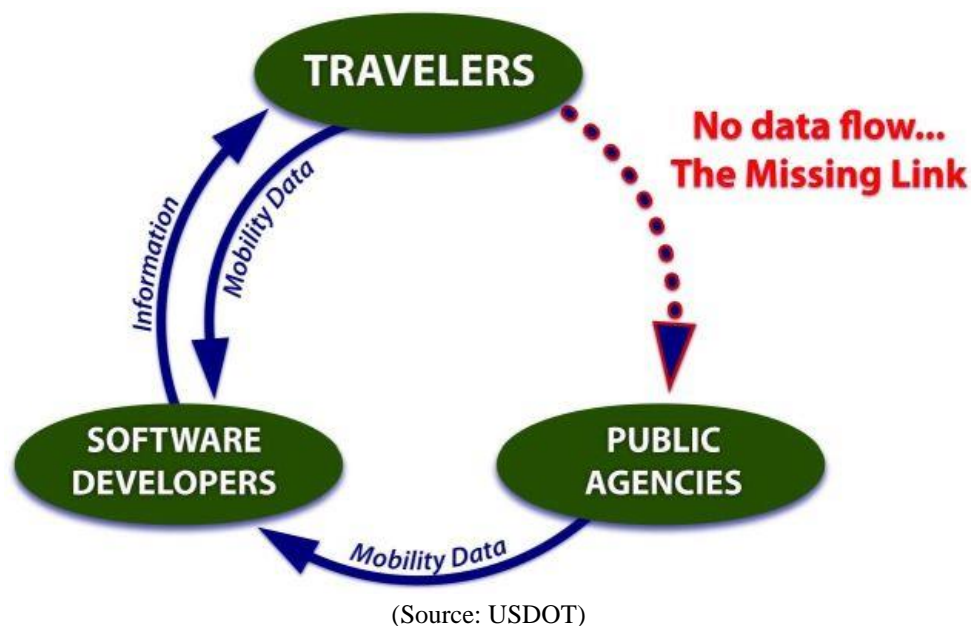 TRAVELERS
No data flow...
The Missing Link
Information
Mobility Data
SOFTWARE
DEVELOPERS
PUBLIC
AGENCIES
Mobility Data
(Source: USDOT)